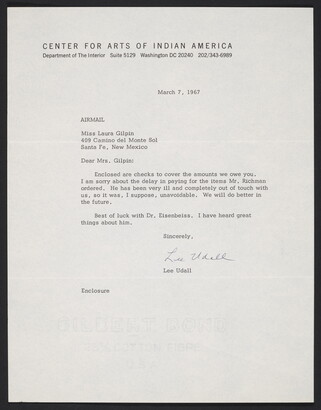 CENTER FOR ARTS OF INDIAN AMERICA
Department of The Interior Suite 5129 Washington DC 20240 202/343-6989
March 7, 1967
AIRMAIL
Miss Laura Gilpin
409 Camino del Monte Sol
Santa Fe, New Mexico
Dear Mrs. Gilpin:
Enclosed are checks to cover the amounts we owe you.
I am sorry about the delay in paying for the items Mr. Richman
ordered. He has been very ill and completely out of touch with
us, so it was, I suppose, unavoidable. We will do better in
the future.
Best of luck with Dr. Eisenbeiss. I have heard great
things about him.
Sincerely,
Lee Udall
Lee Udall
Enclosure